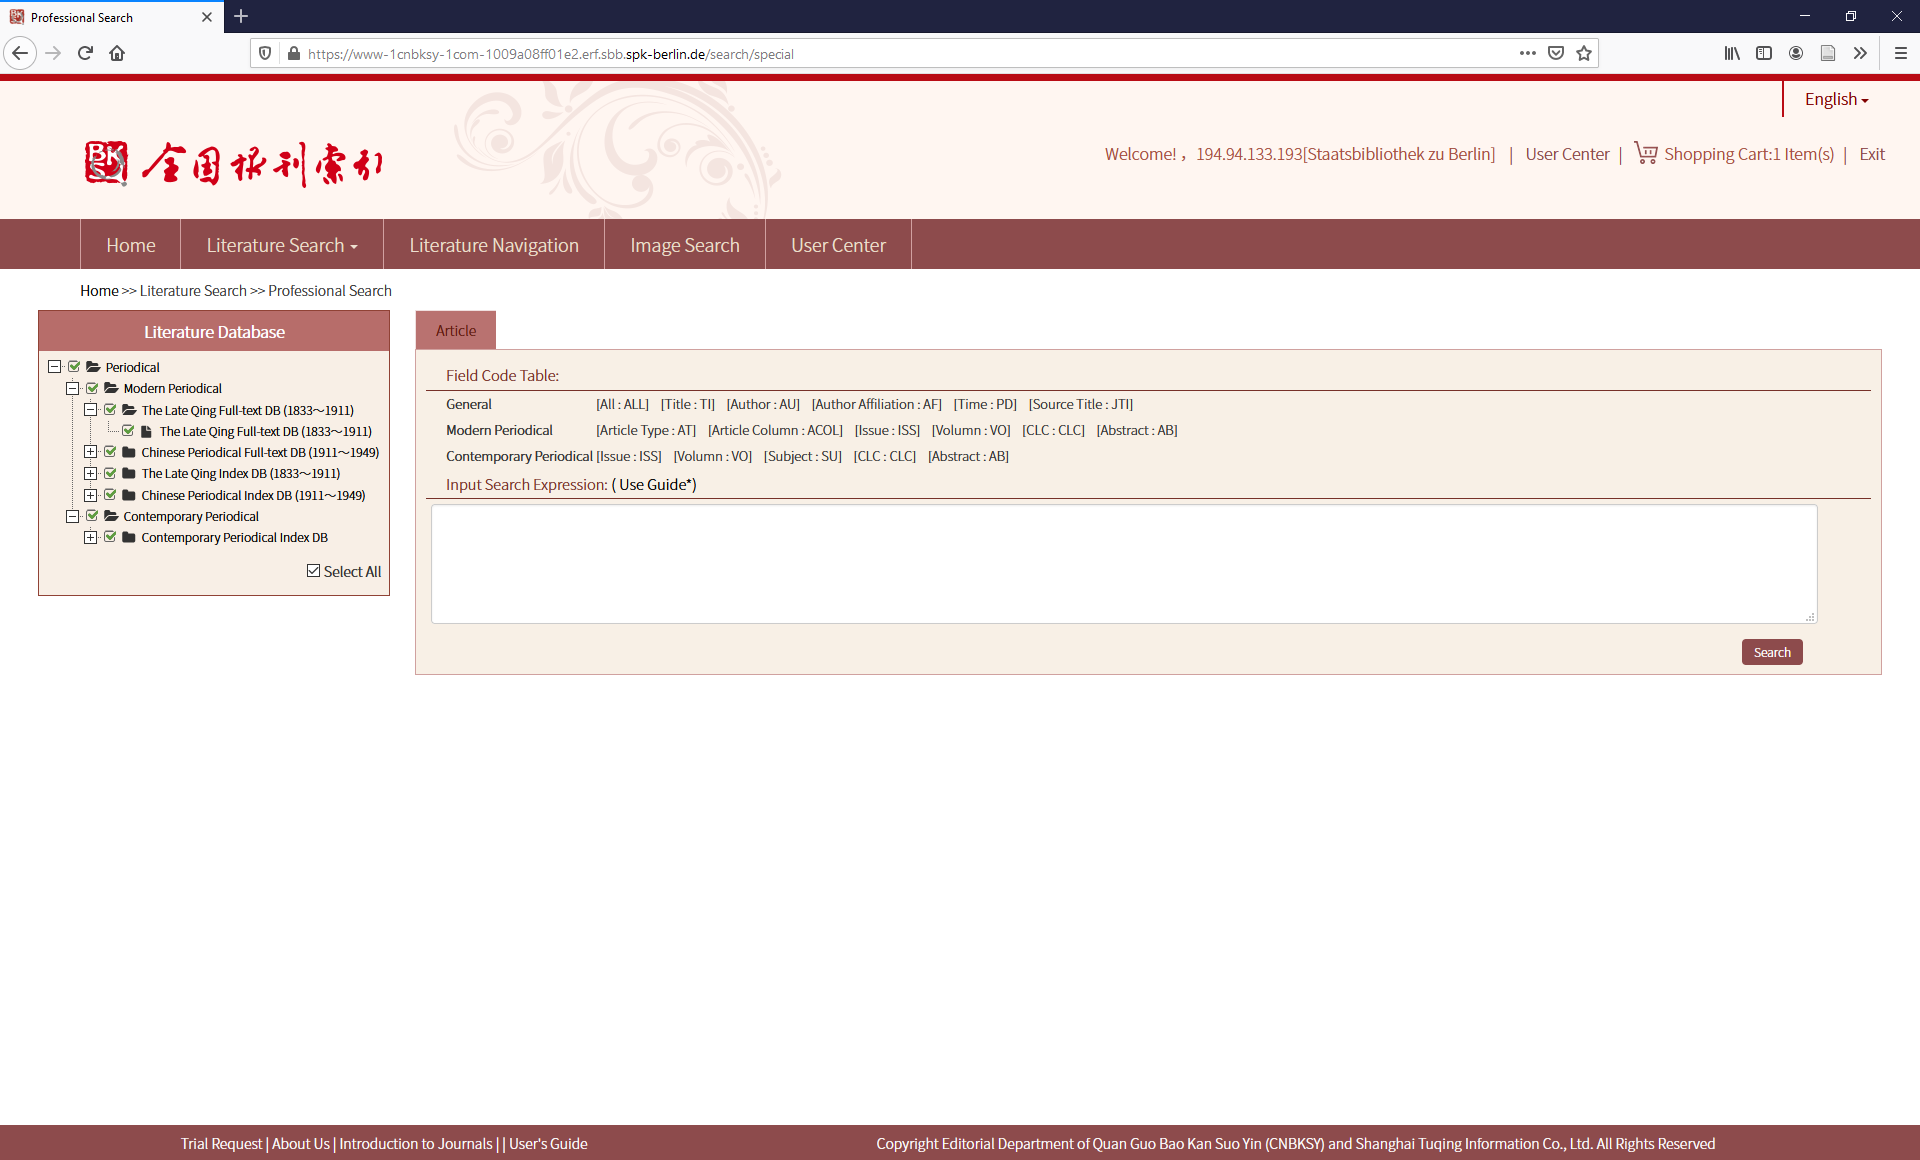 Professional Search
https://www-1cnbksy-1com-1009a08ff01e2.erf.sbb.spk-berlin.de/search/special
English
BK 全国报刊索引
Welcome! , 194.94.133.193[Staatsbibliothek zu Berlin] | User Center | Shopping Cart:1 Item(s) | Exit
Home Literature Search Literature Navigation Image Search User Center
Home >> Literature Search >> Professional Search
Literature Database
Periodical
Modern Periodical
The Late Qing Full-text DB (1833～1911)
The Late Qing Full-text DB (1833～1911)
Chinese Periodical Full-text DB (1911～1949)
The Late Qing Index DB (1833～1911)
Chinese Periodical Index DB (1911～1949)
Contemporary Periodical
Contemporary Periodical Index DB
Select All
Article
Field Code Table:
General [All : ALL] [Title : TI] [Author : AU] [Author Affiliation : AF] [Time : PD] [Source Title : JTI]
Modern Periodical [Article Type : AT] [Article Column : ACOL] [Issue : ISS] [Volumn : VO] [CLC : CLC] [Abstract : AB]
Contemporary Periodical [Issue : ISS] [Volumn : VO] [Subject : SU] [CLC : CLC] [Abstract : AB]
Input Search Expression: ( Use Guide*)
Search
Trial Request | About Us | Introduction to Journals | | User's Guide
Copyright Editorial Department of Quan Guo Bao Kan Suo Yin (CNBKSY) and Shanghai Tuqing Information Co., Ltd. All Rights Reserved